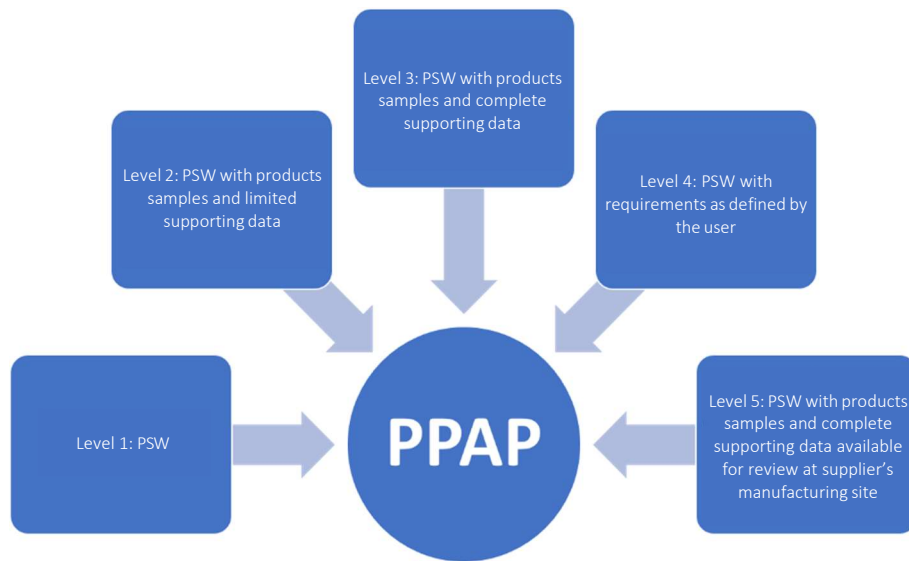 Level 1: PSW
Level 2: PSW with products
samples and limited
supporting data
Level 3: PSW with products
samples and complete
supporting data
Level 4: PSW with
requirements as defined by
the user
Level 5: PSW with products
samples and complete
supporting data available
for review at supplier’s
manufacturing site
PPAP